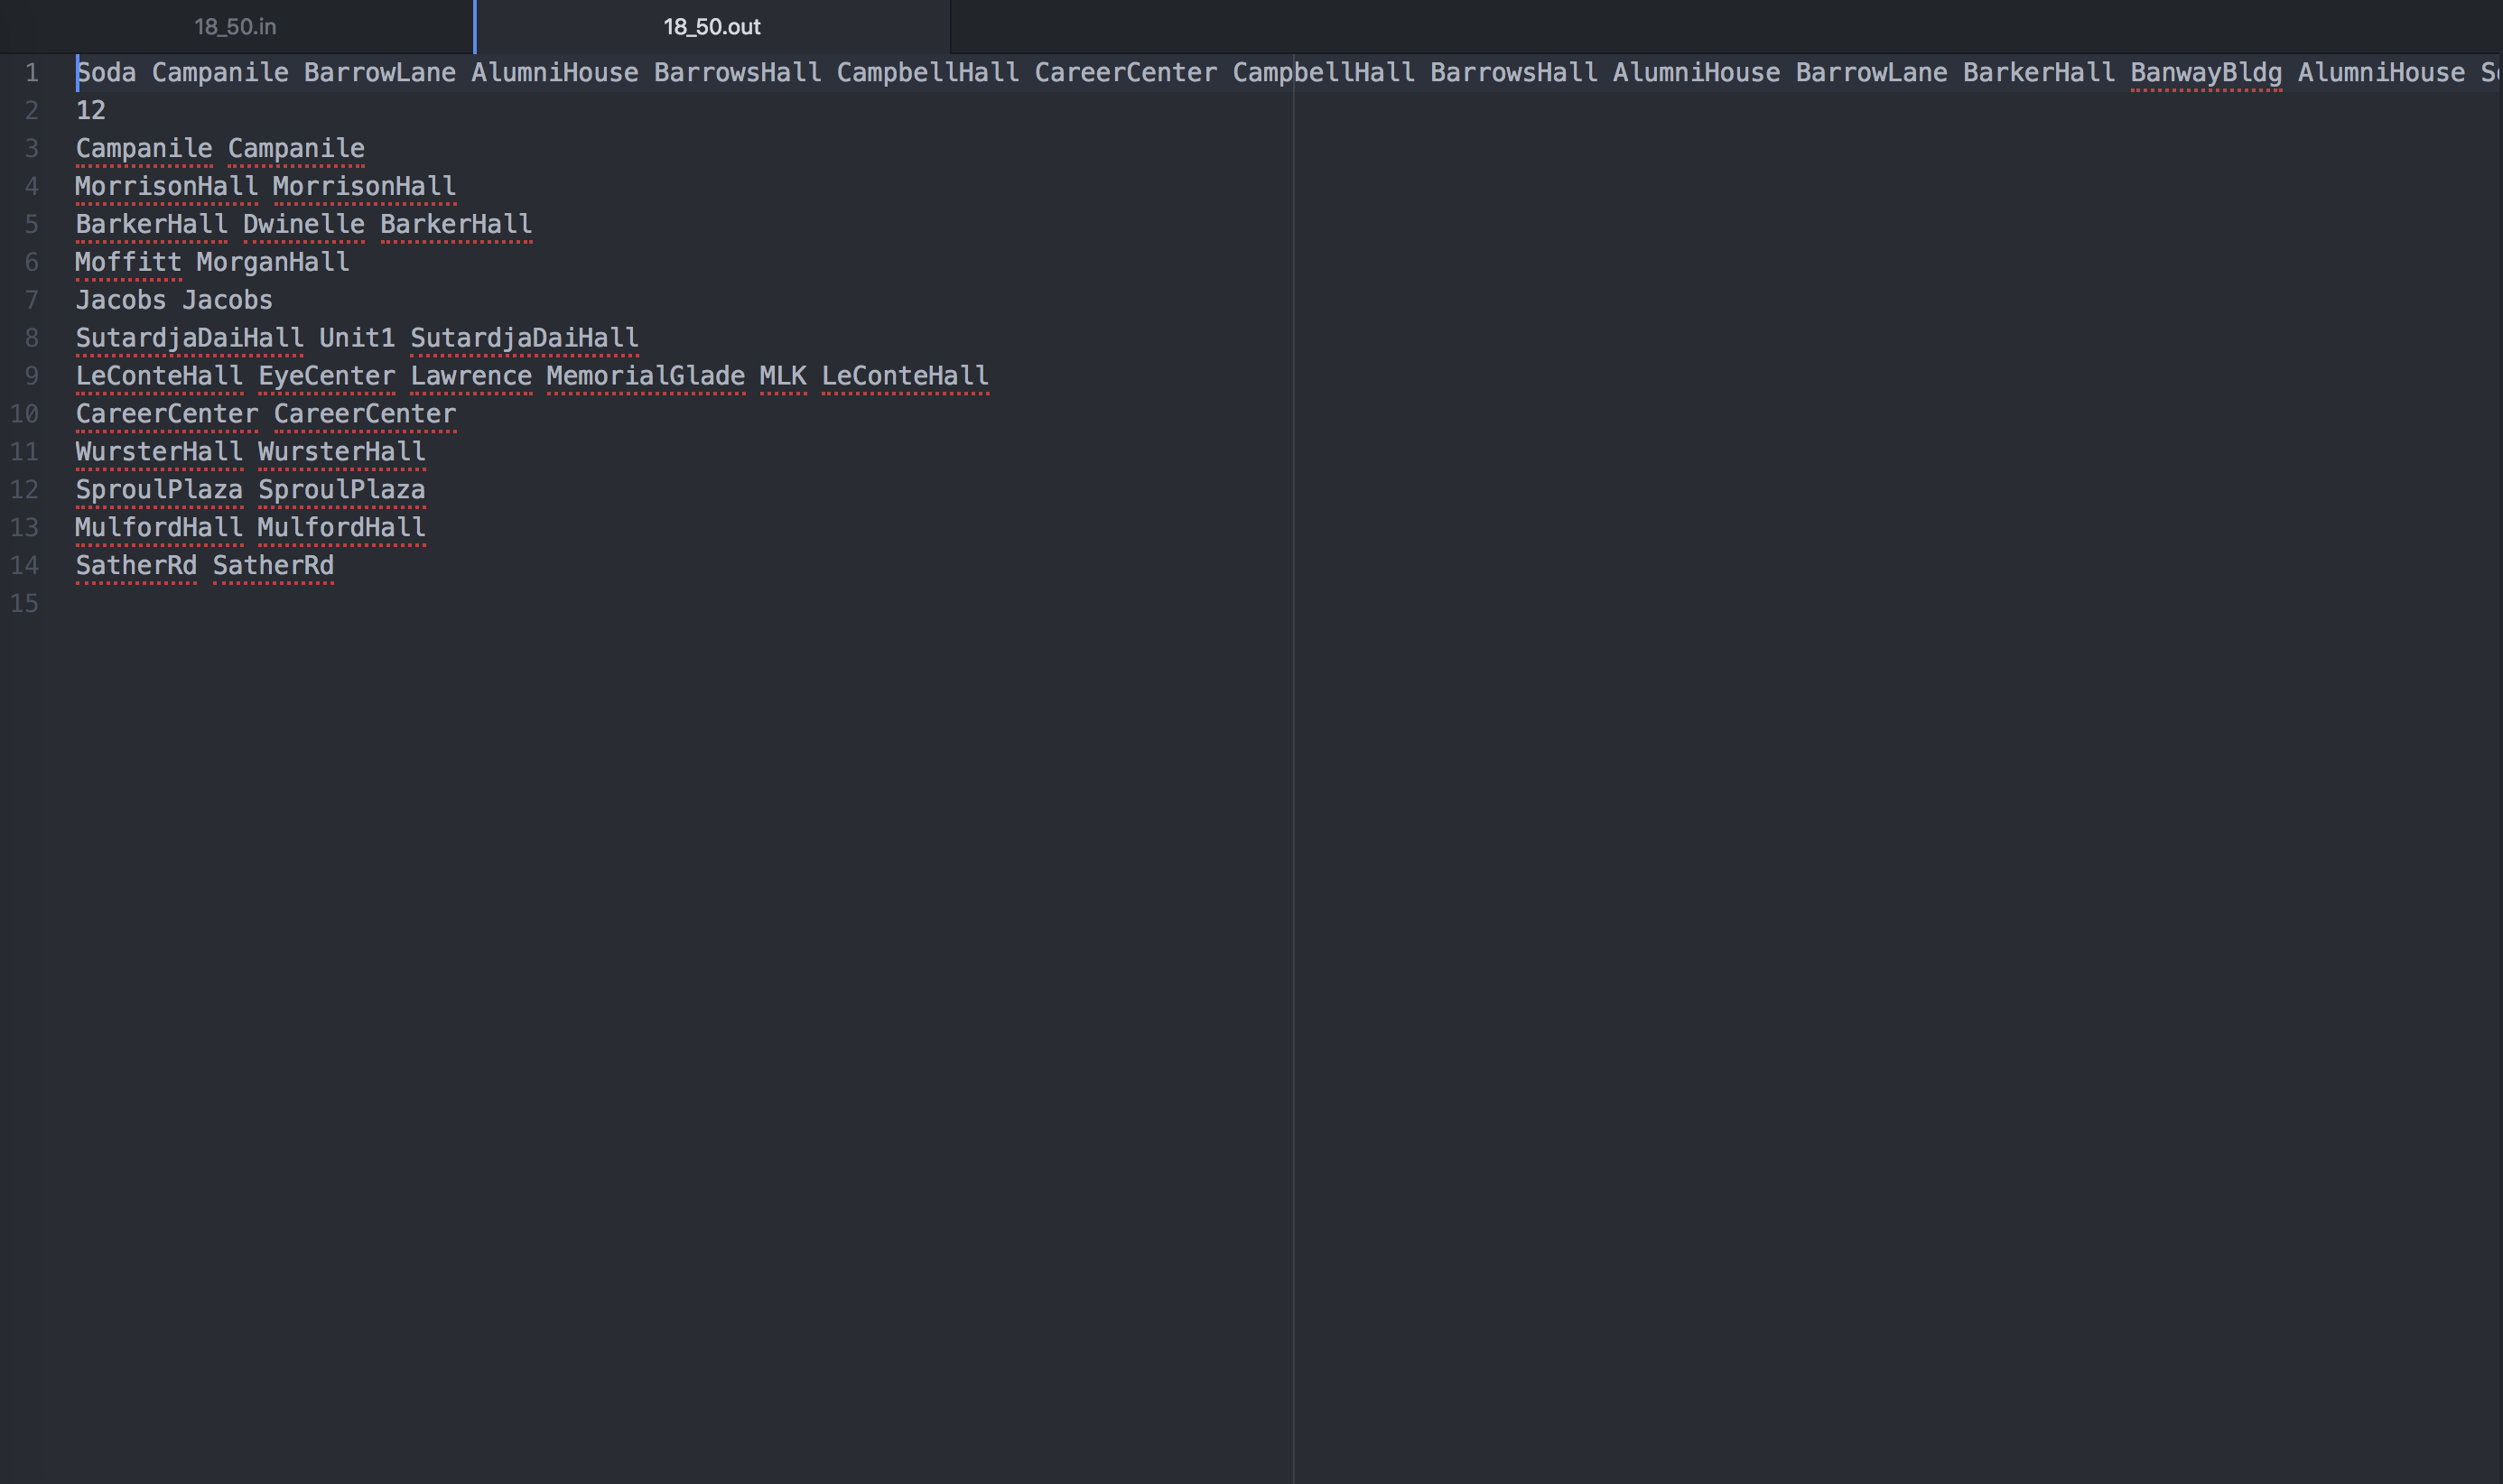 18_50.in 18_50.out
1 Soda Campanile BarrowLane AlumniHouse BarrowsHall CampbellHall CareerCenter CampbellHall BarrowsHall AlumniHouse BarrowLane BarkerHall BanwayBldg AlumniHouse
2 12
3 Campanile Campanile
4 MorrisonHall MorrisonHall
5 BarkerHall Dwinelle BarkerHall
6 Moffitt MorganHall
7 Jacobs Jacobs
8 SutardjaDaiHall Unit1 SutardjaDaiHall
9 LeConteHall EyeCenter Lawrence MemorialGlade MLK LeConteHall
10 CareerCenter CareerCenter
11 WursterHall WursterHall
12 SproulPlaza SproulPlaza
13 MulfordHall MulfordHall
14 SatherRd SatherRd
15